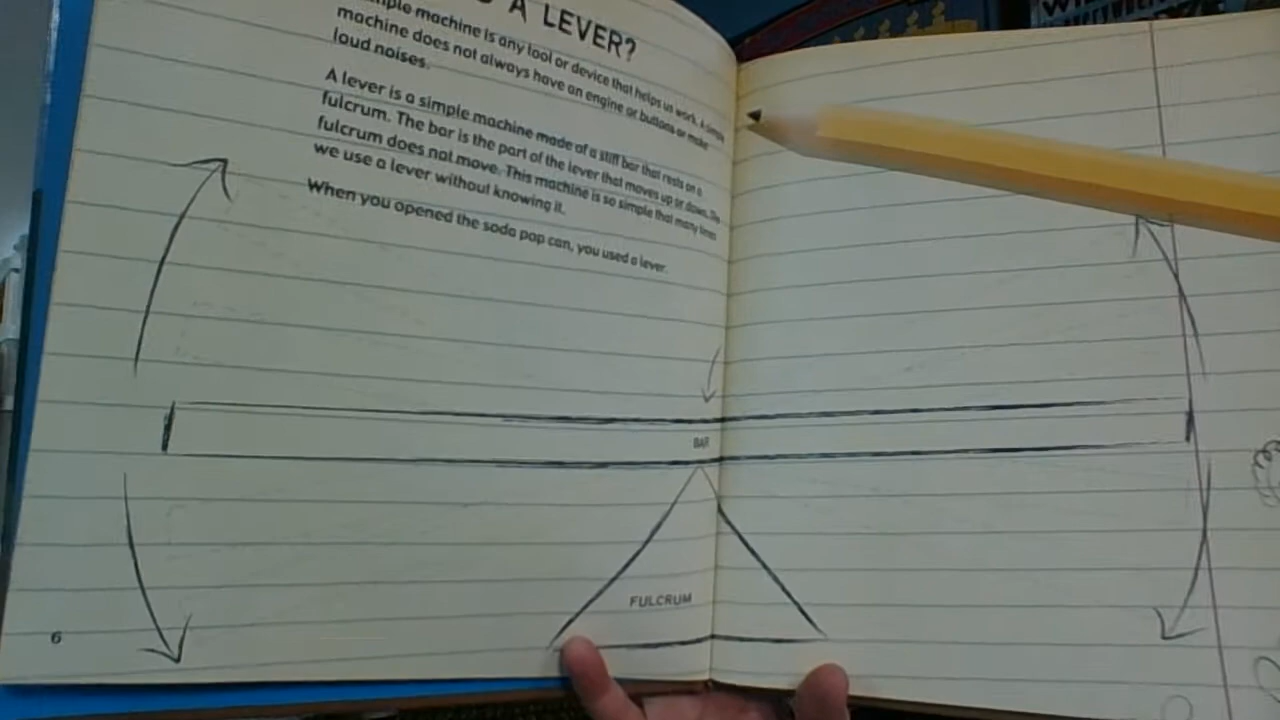 A LEVER?
simple machine is any tool or device that helps us work. A simple
machine does not always have an engine or buttons or make
loud noises.
A lever is a simple machine made of a stiff bar that rests on a
fulcrum. The bar is the part of the lever that moves up or down. The
fulcrum does not move. This machine is so simple that many times
we use a lever without knowing it.
When you opened the soda pop can, you used a lever.
BAR
FULCRUM
6